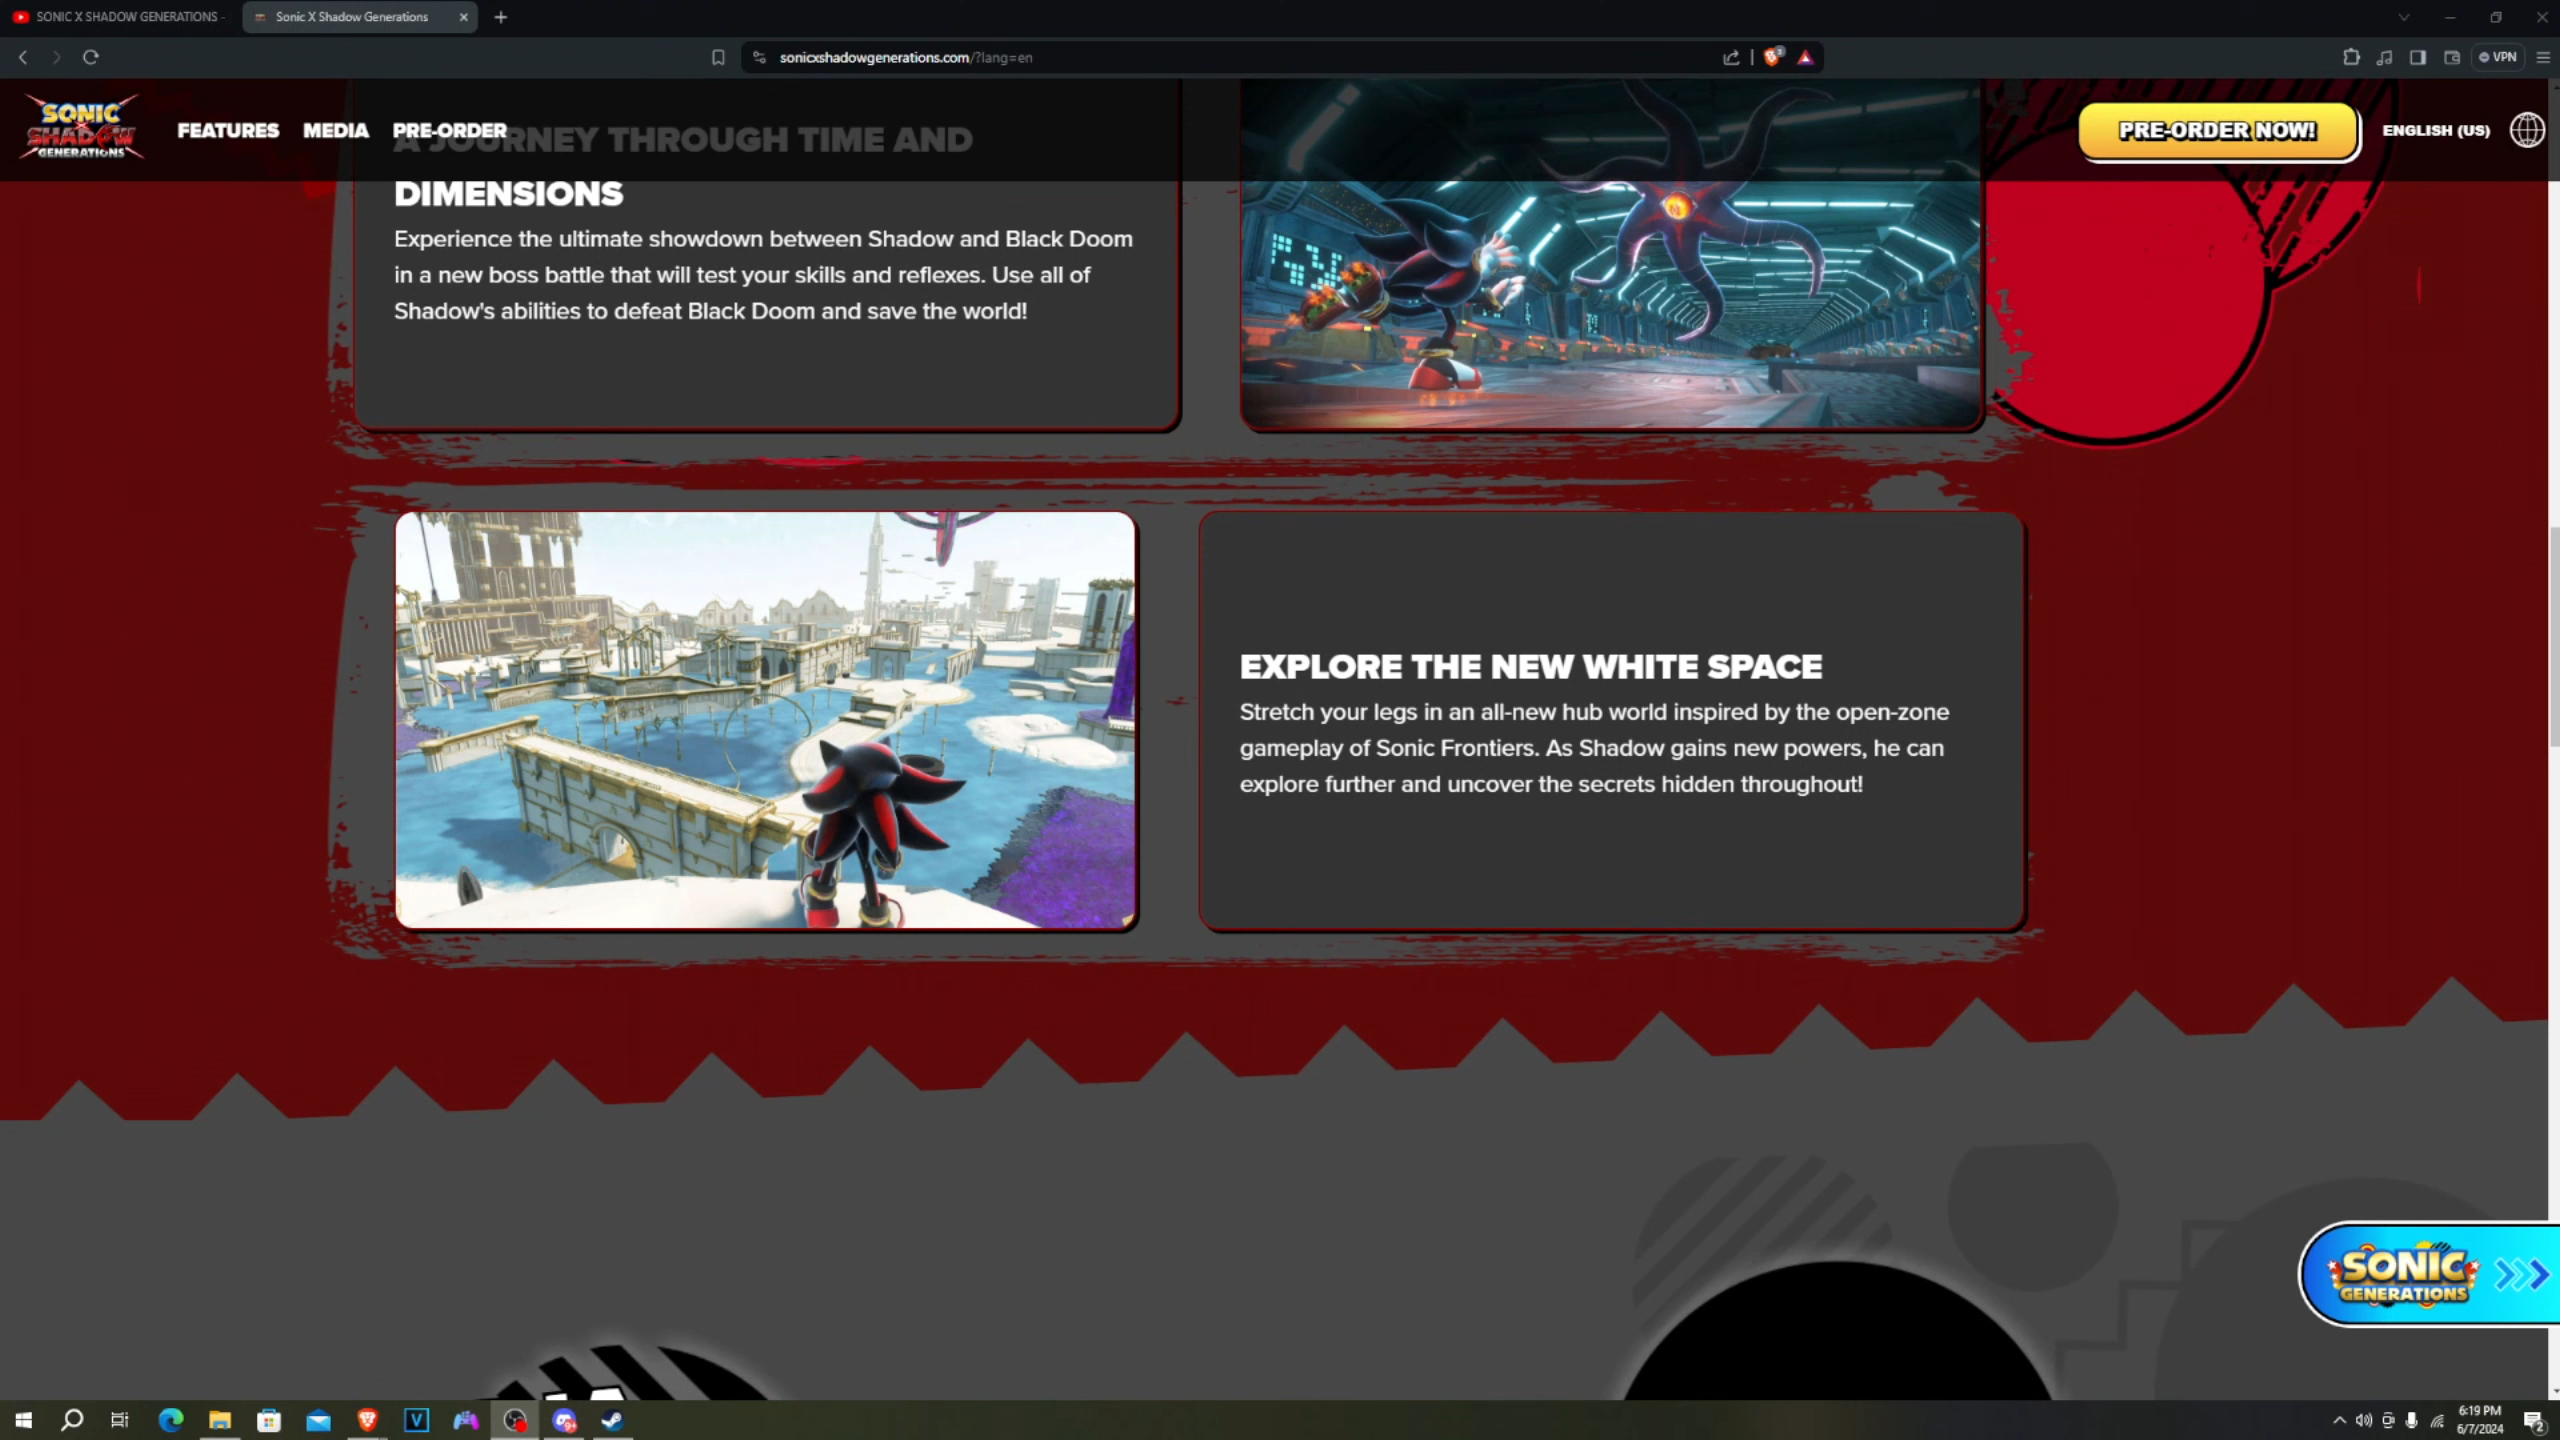 SONIC X SHADOW GENERATIONS -
Sonic X Shadow Generations
sonicxshadowgenerations.com/?lang=en
3
VPN
SONIC
X
SHADOW
GENERATIONS
FEATURES
MEDIA
PRE-ORDER
PRE-ORDER NOW!
ENGLISH (US)
A JOURNEY THROUGH TIME AND
DIMENSIONS
Experience the ultimate showdown between Shadow and Black Doom
in a new boss battle that will test your skills and reflexes. Use all of
Shadow's abilities to defeat Black Doom and save the world!
EXPLORE THE NEW WHITE SPACE
Stretch your legs in an all-new hub world inspired by the open-zone
gameplay of Sonic Frontiers. As Shadow gains new powers, he can
explore further and uncover the secrets hidden throughout!
SONIC
GENERATIONS
V
9+
6:19 PM
6/7/2024
2